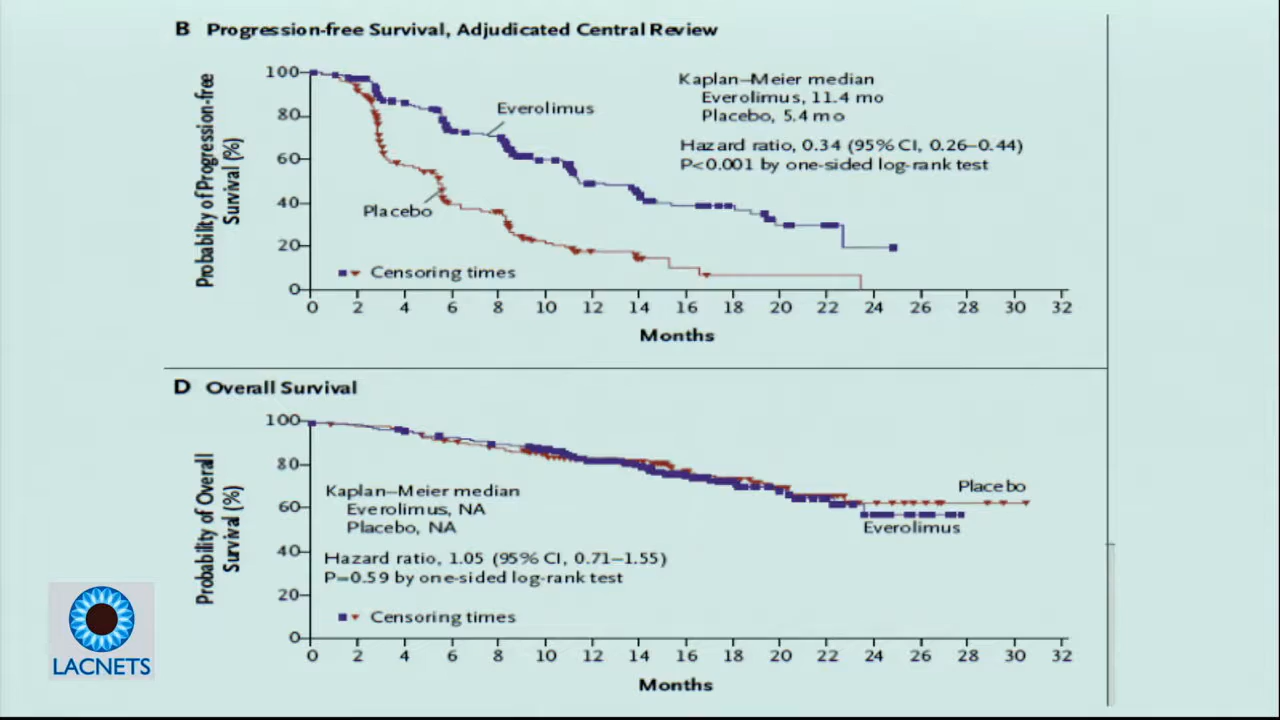 B Progression-free Survival, Adjudicated Central Review
Probability of Progression-free
Survival (%)
100
80
60
40
20
0
Everolimus
Placebo
Kaplan–Meier median
Everolimus, 11.4 mo
Placebo, 5.4 mo
Hazard ratio, 0.34 (95% CI, 0.26–0.44)
P<0.001 by one-sided log-rank test
Censoring times
0 2 4 6 8 10 12 14 16 18 20 22 24 26 28 30 32
Months
D Overall Survival
Probability of Overall
Survival (%)
100
80
60
40
20
0
Kaplan–Meier median
Everolimus, NA
Placebo, NA
Hazard ratio, 1.05 (95% CI, 0.71–1.55)
P=0.59 by one-sided log-rank test
Placebo
Everolimus
Censoring times
0 2 4 6 8 10 12 14 16 18 20 22 24 26 28 30 32
Months
LACNETS